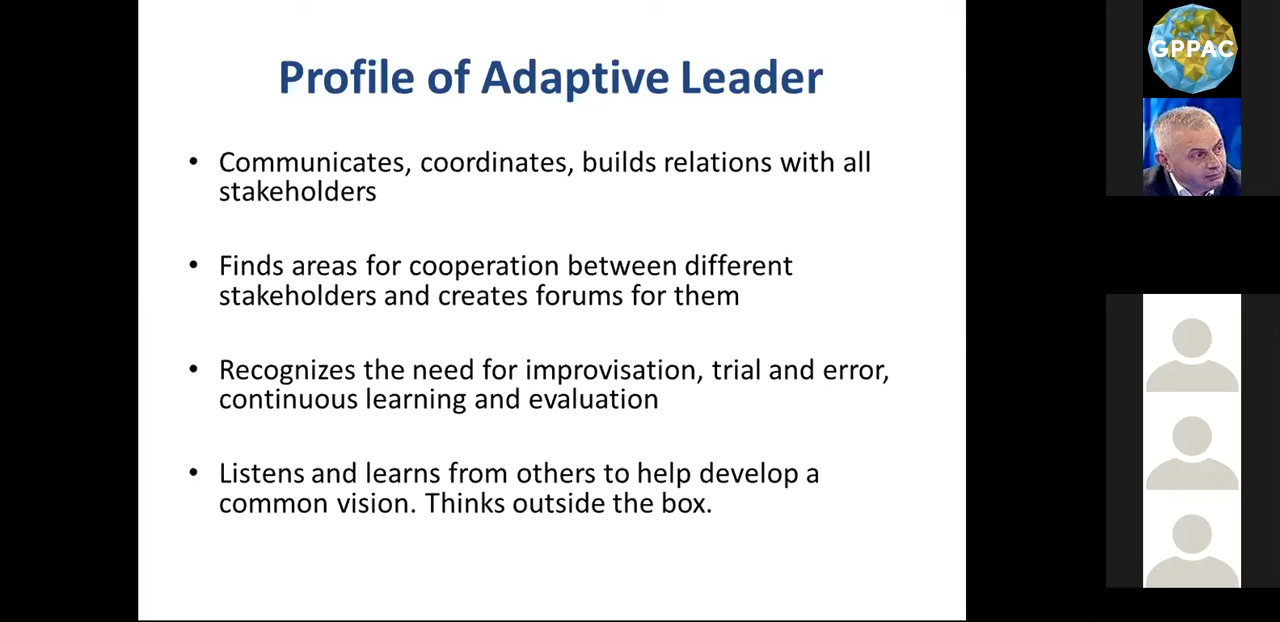 Profile of Adaptive Leader
• Communicates, coordinates, builds relations with all
stakeholders
• Finds areas for cooperation between different
stakeholders and creates forums for them
• Recognizes the need for improvisation, trial and error,
continuous learning and evaluation
• Listens and learns from others to help develop a
common vision. Thinks outside the box.
GPPAC